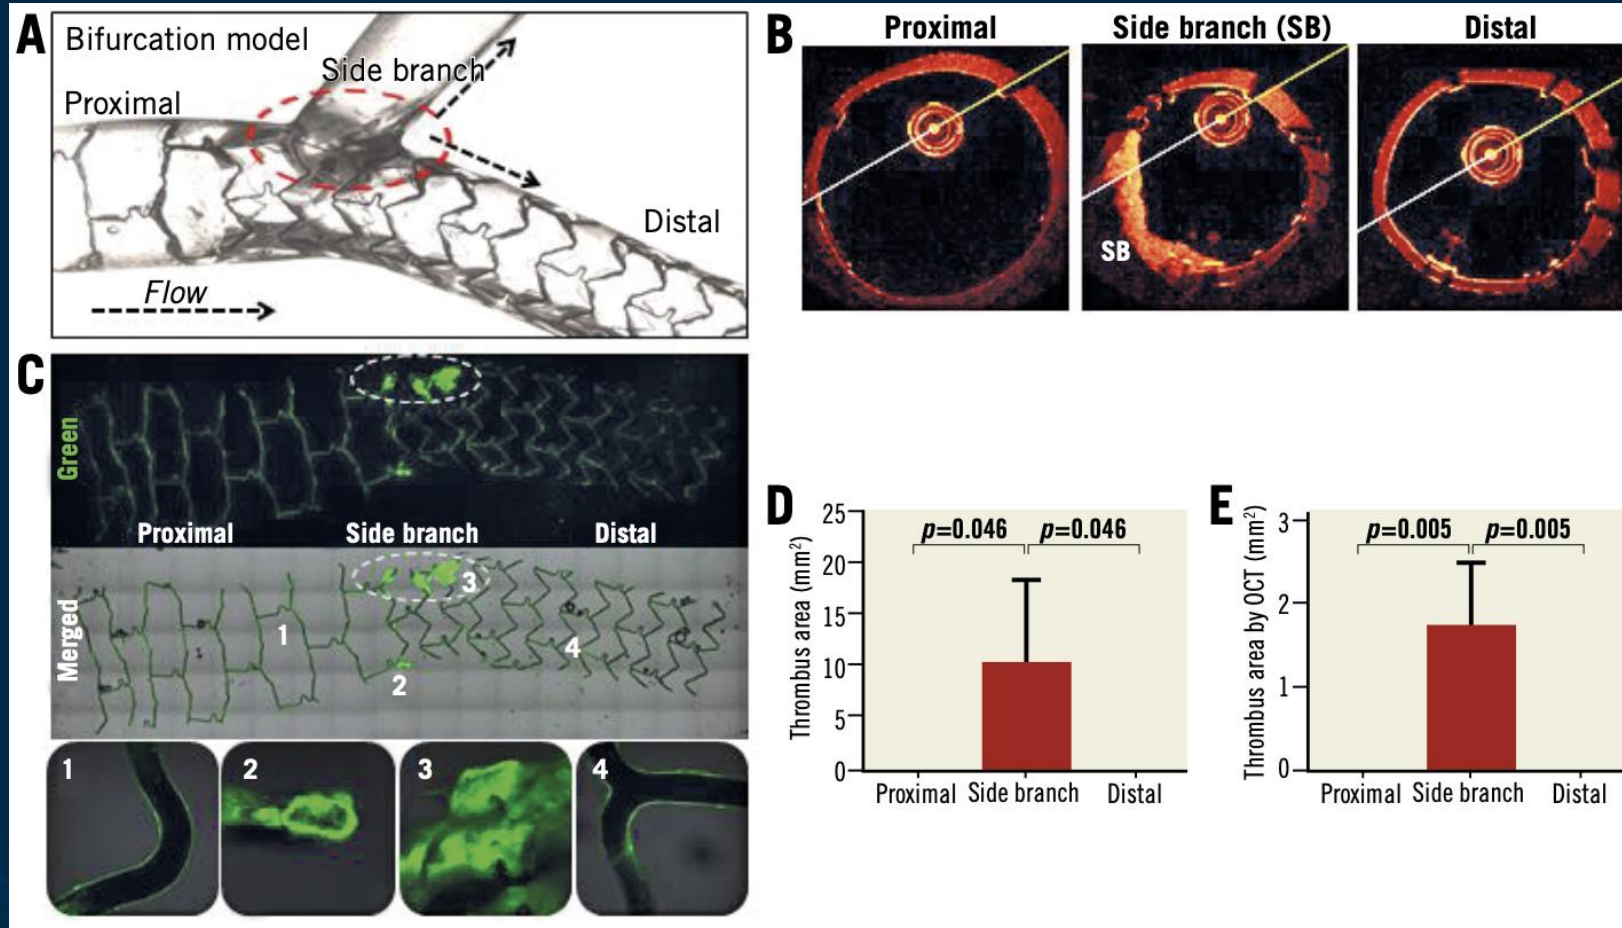 A
Bifurcation model
Side branch
Proximal
Distal
Flow
B
Proximal
Side branch (SB)
Distal
SB
C
Green
Proximal
Side branch
Distal
Merged
1
2
3
4
1
2
3
4
D
Thrombus area (mm²)
25
20
15
10
5
0
p=0.046
p=0.046
Proximal
Side branch
Distal
E
Thrombus area by OCT (mm²)
3
2
1
0
p=0.005
p=0.005
Proximal
Side branch
Distal